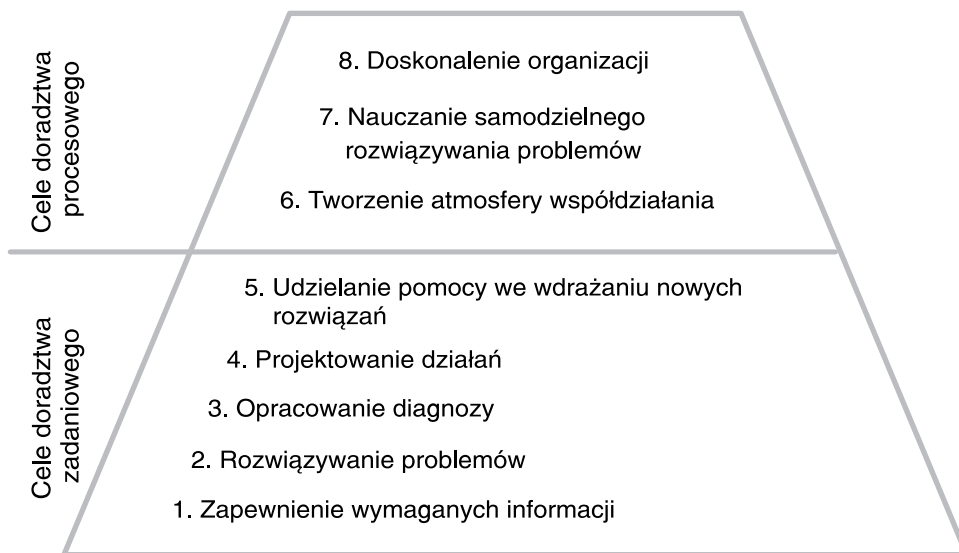 Cele doradztwa
procesowego
8. Doskonalenie organizacji
7. Nauczanie samodzielnego
rozwiązywania problemów
6. Tworzenie atmosfery współdziałania
Cele doradztwa
zadaniowego
5. Udzielanie pomocy we wdrażaniu nowych
rozwiązań
4. Projektowanie działań
3. Opracowanie diagnozy
2. Rozwiązywanie problemów
1. Zapewnienie wymaganych informacji